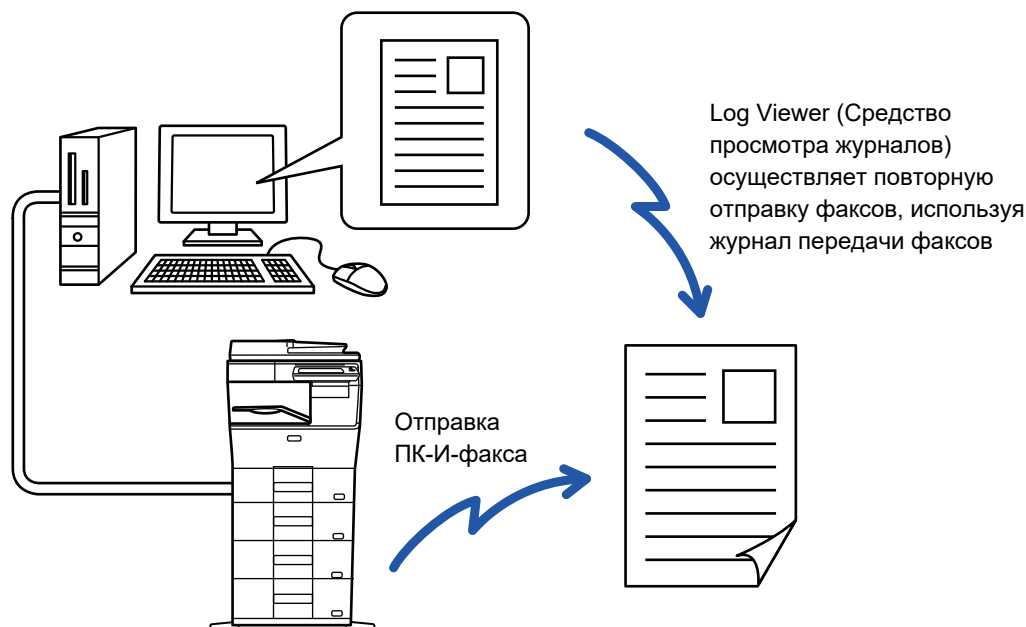 Log Viewer (Средство
просмотра журналов)
осуществляет повторную
отправку факсов, используя
журнал передачи факсов
Отправка
ПК-И-факса